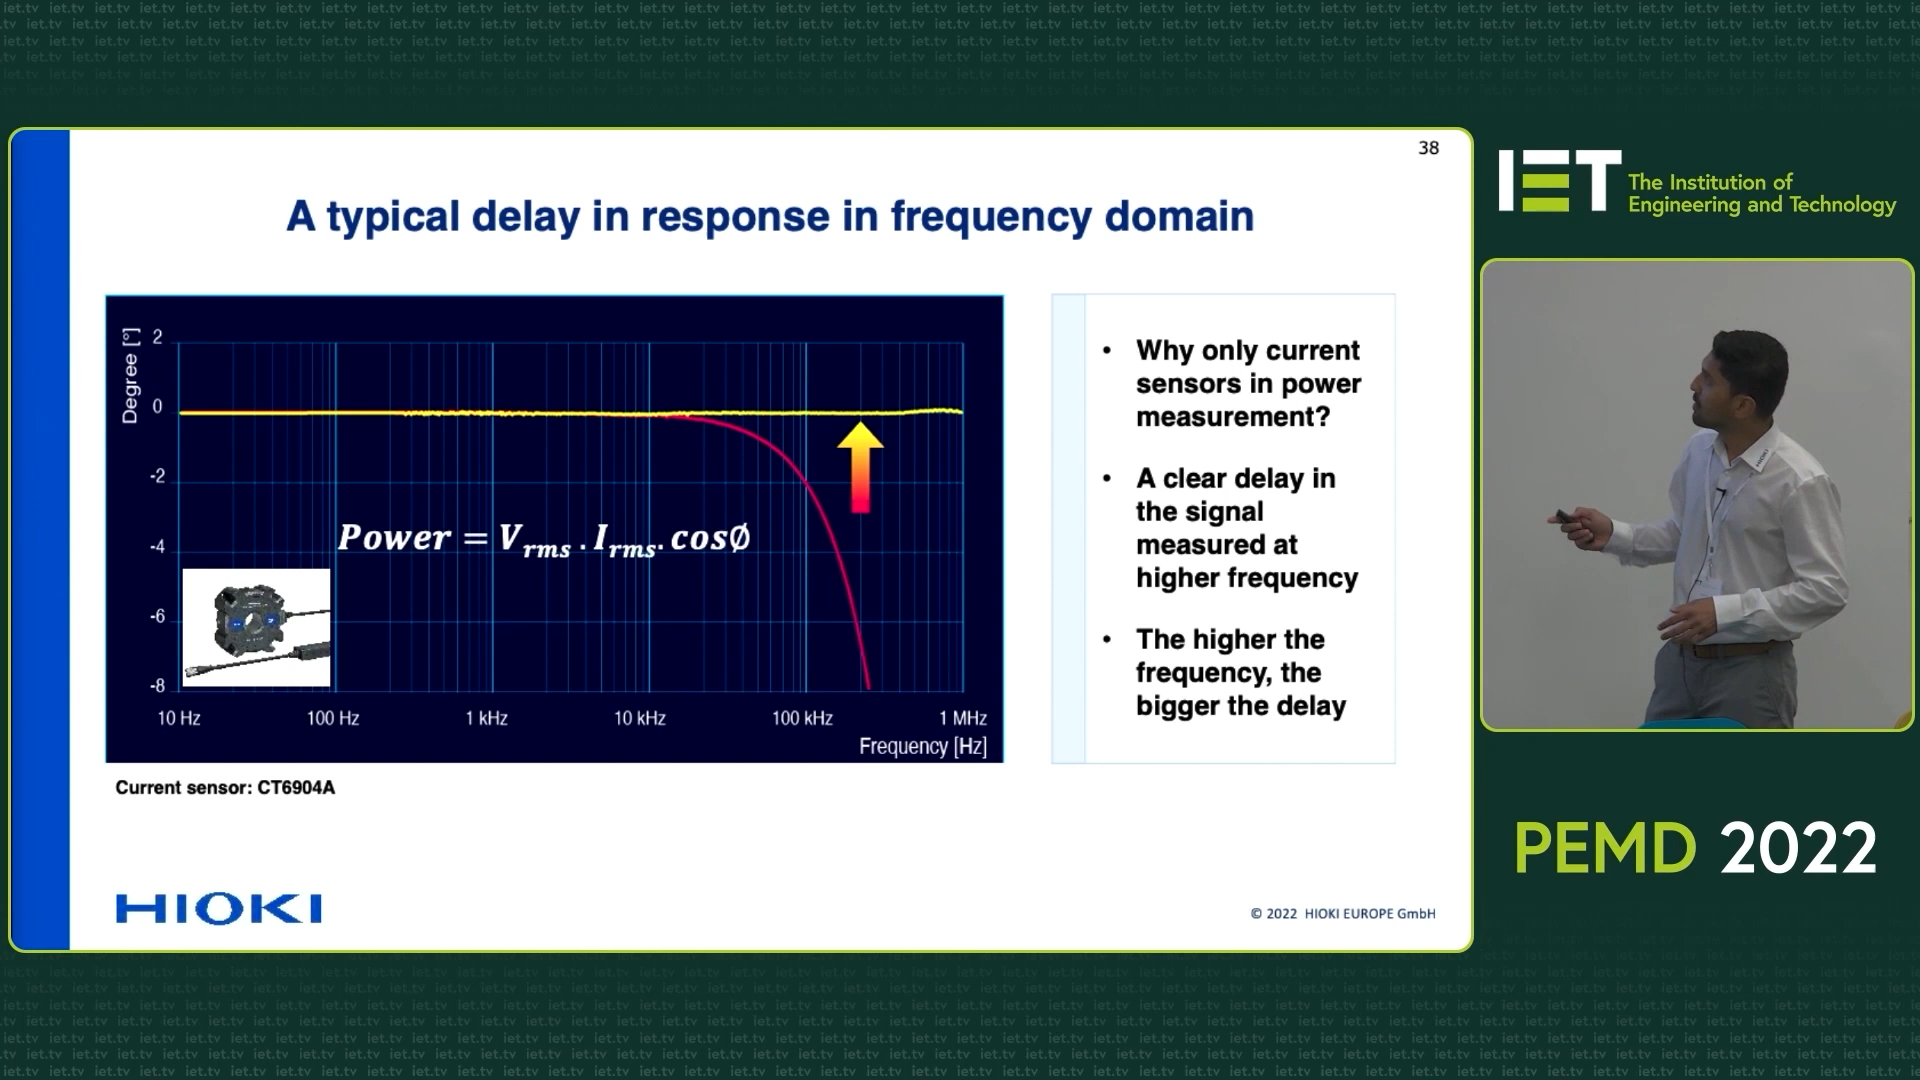 38
A typical delay in response in frequency domain
Degree [°]
2
0
-2
-4
-6
-8
Power = Vrms . Irms. cosØ
10 Hz
100 Hz
1 kHz
10 kHz
100 kHz
1 MHz
Frequency [Hz]
Current sensor: CT6904A
• Why only current
sensors in power
measurement?
• A clear delay in
the signal
measured at
higher frequency
• The higher the
frequency, the
bigger the delay
HIOKI
© 2022 HIOKI EUROPE GmbH
IET
The Institution of
Engineering and Technology
PEMD 2022